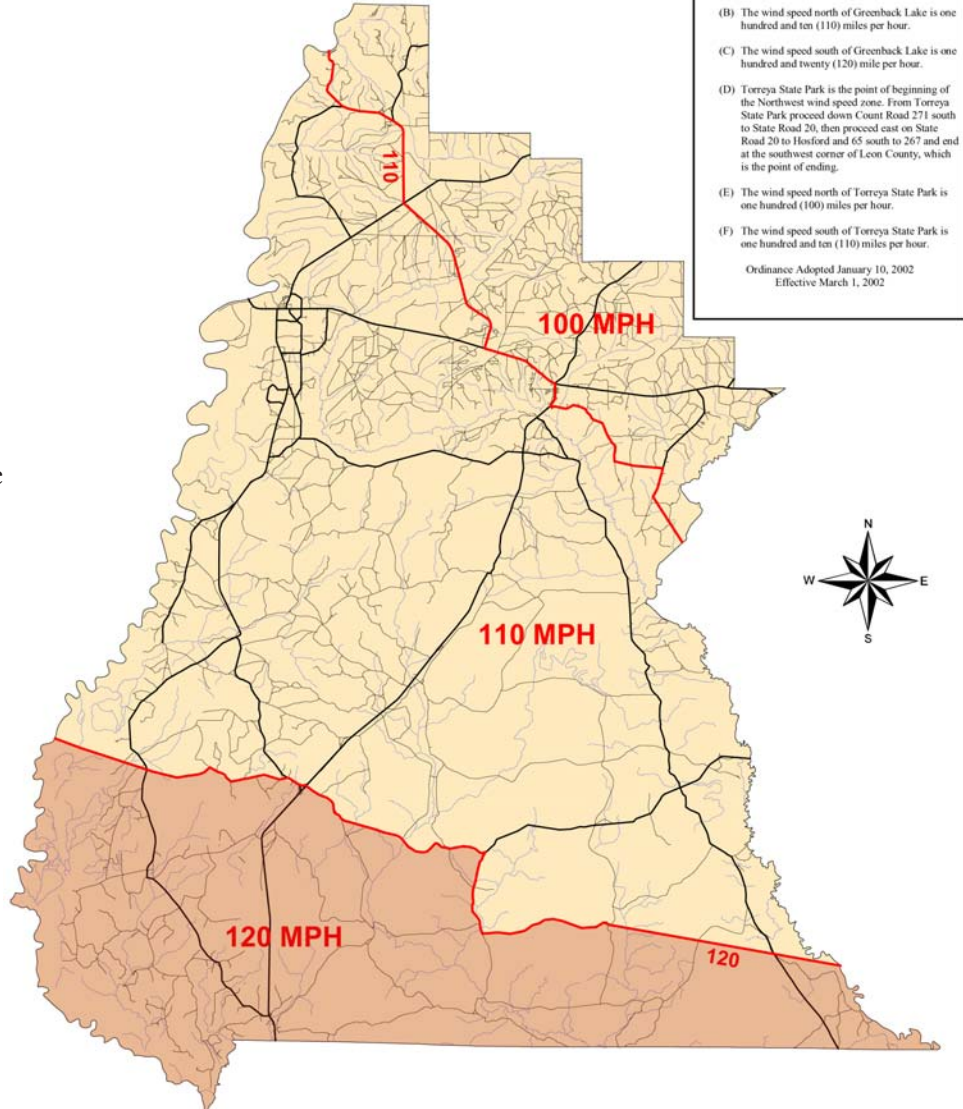 (B) The wind speed north of Greenback Lake is one
hundred and ten (110) miles per hour.
(C) The wind speed south of Greenback Lake is one
hundred and twenty (120) mile per hour.
(D) Torreya State Park is the point of beginning of
the Northwest wind speed zone. From Torreya
State Park proceed down Count Road 271 south
to State Road 20, then proceed east on State
Road 20 to Hosford and 65 south to 267 and end
at the southwest corner of Leon County, which
is the point of ending.
(E) The wind speed north of Torreya State Park is
one hundred (100) miles per hour.
(F) The wind speed south of Torreya State Park is
one hundred and ten (110) miles per hour.
Ordinance Adopted January 10, 2002
Effective March 1, 2002
110
100 MPH
e
N
W
E
S
110 MPH
120 MPH
120